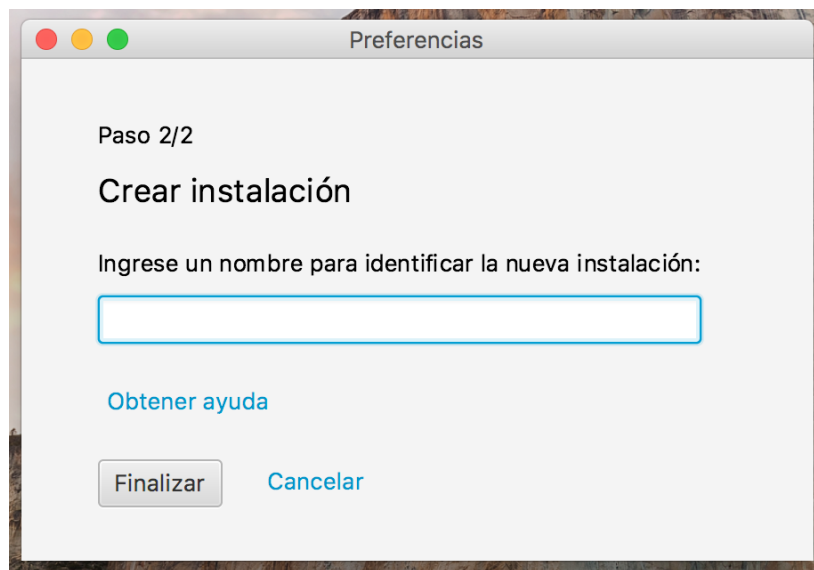 Preferencias
Paso 2/2
Crear instalación
Ingrese un nombre para identificar la nueva instalación:
Obtener ayuda
Finalizar Cancelar